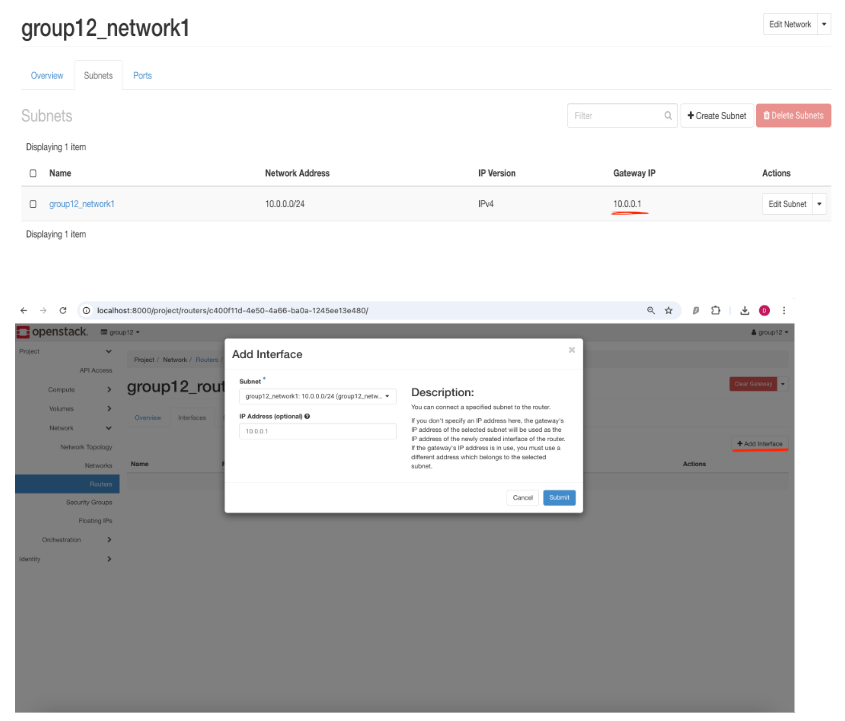 group12_network1
Edit Network
Overview Subnets Ports
Subnets
Filter
Create Subnet
Delete Subnets
Displaying 1 item
Name Network Address IP Version Gateway IP Actions
group12_network1 10.0.0.0/24 IPv4 10.0.0.1 Edit Subnet
Displaying 1 item
localhost:8000/project/routers/c400f11d-4e50-4a66-ba0a-1245ee13e480/
openstack. group12
group12
Project
API Access
Compute
Volumes
Network
Network Topology
Networks
Routers
Security Groups
Floating IPs
Orchestration
Identity
Project / Network / Routers /
group12_rout
Clear Gateway
Overview Interfaces
+ Add Interface
Name
Actions
Add Interface
×
Subnet *
group12_network1: 10.0.0.0/24 (group12_netw...
IP Address (optional)
10.0.0.1
Description:
You can connect a specified subnet to the router.
If you don't specify an IP address here, the gateway's
IP address of the selected subnet will be used as the
IP address of the newly created interface of the router.
If the gateway's IP address is in use, you must use a
different address which belongs to the selected
subnet.
Cancel Submit